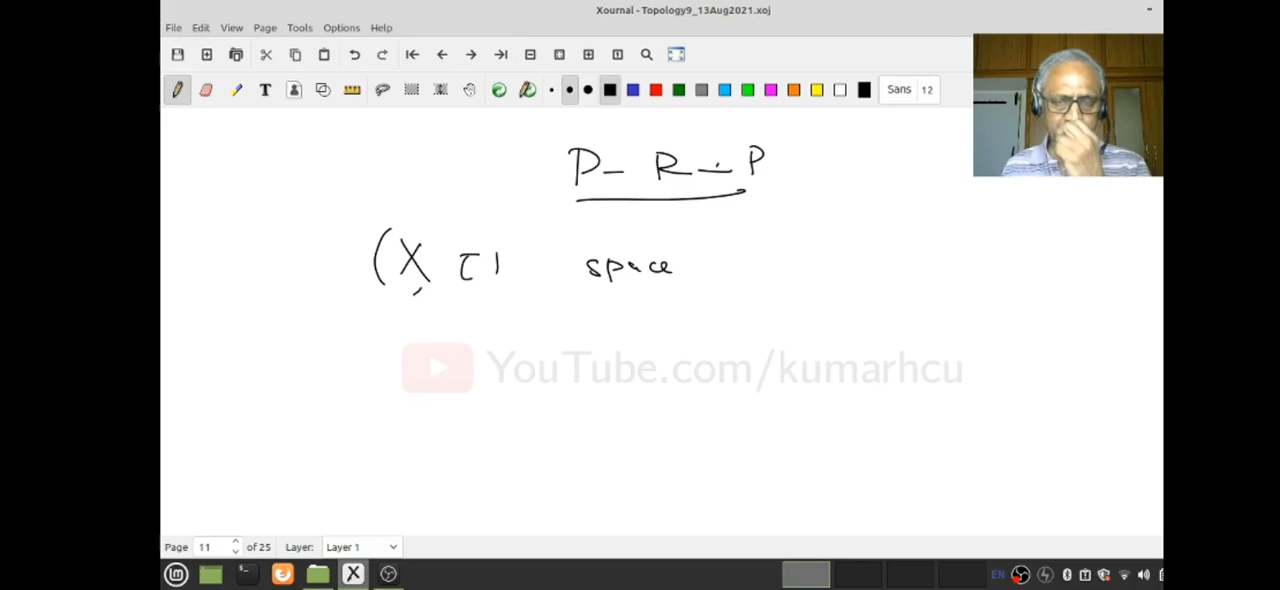 Xournal - Topology9_13Aug2021.xoj
File Edit View Page Tools Options Help
Sans 12
P- R - P
(X, τ) space
YouTube.com/kumarhcu
Page 11 of 25 Layer: Layer 1
EN